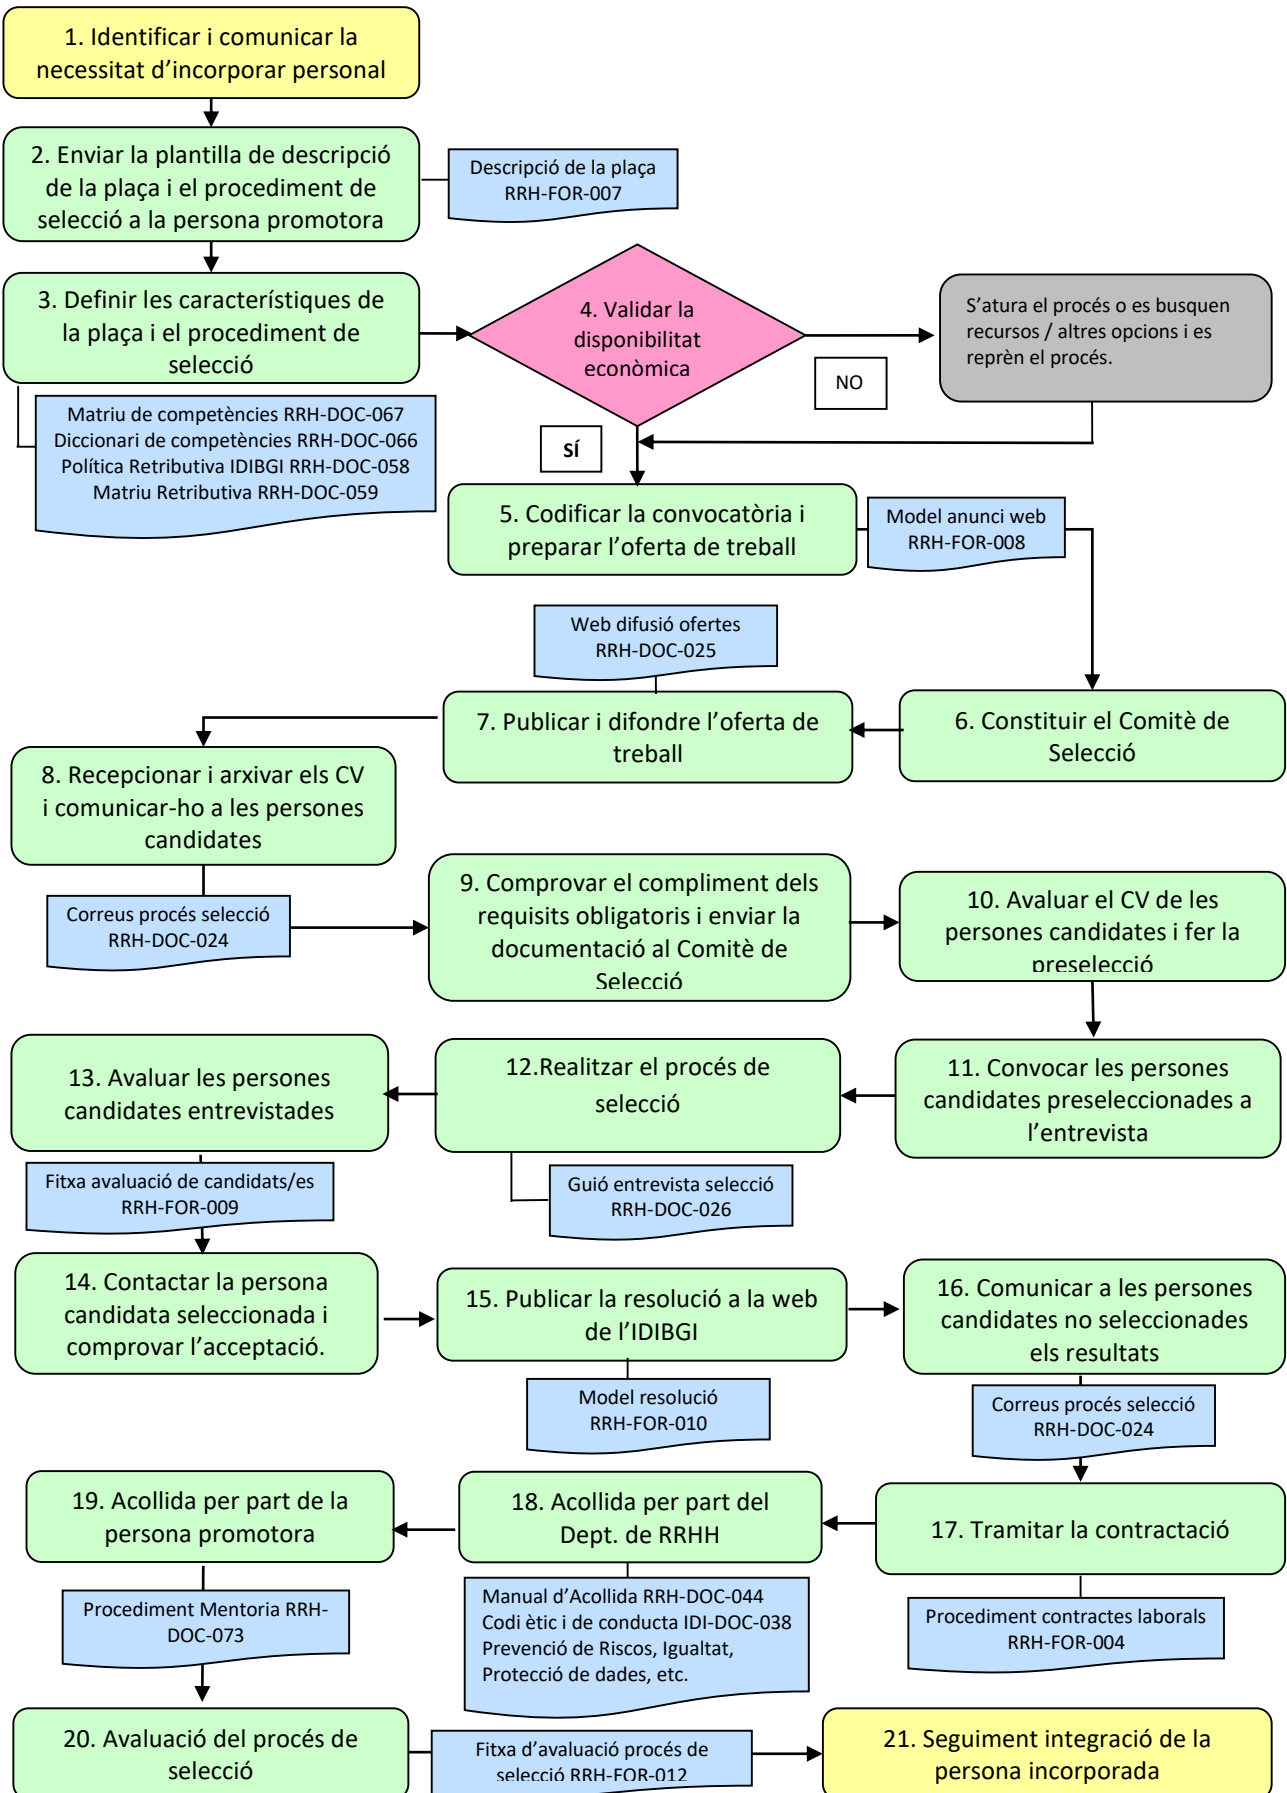 1. Identificar i comunicar la
necessitat d’incorporar personal
2. Enviar la plantilla de descripció
de la plaça i el procediment de
selecció a la persona promotora
Descripció de la plaça
RRH-FOR-007
3. Definir les característiques de
la plaça i el procediment de
selecció
4. Validar la
disponibilitat
econòmica
S’atura el procés o es busquen
recursos / altres opcions i es
reprèn el procés.
NO
Matriu de competències RRH-DOC-067
Diccionari de competències RRH-DOC-066
Política Retributiva IDIBGI RRH-DOC-058
Matriu Retributiva RRH-DOC-059
SÍ
5. Codificar la convocatòria i
preparar l’oferta de treball
Model anunci web
RRH-FOR-008
Web difusió ofertes
RRH-DOC-025
6. Constituir el Comitè de
Selecció
7. Publicar i difondre l’oferta de
treball
8. Recepcionar i arxivar els CV
i comunicar-ho a les persones
candidates
Correus procés selecció
RRH-DOC-024
9. Comprovar el compliment dels
requisits obligatoris i enviar la
documentació al Comitè de
Selecció
10. Avaluar el CV de les
persones candidates i fer la
preselecció
11. Convocar les persones
candidates preseleccionades a
l’entrevista
12.Realitzar el procés de
selecció
Guió entrevista selecció
RRH-DOC-026
13. Avaluar les persones
candidates entrevistades
Fitxa avaluació de candidats/es
RRH-FOR-009
14. Contactar la persona
candidata seleccionada i
comprovar l’acceptació.
15. Publicar la resolució a la web
de l’IDIBGI
Model resolució
RRH-FOR-010
16. Comunicar a les persones
candidates no seleccionades
els resultats
Correus procés selecció
RRH-DOC-024
17. Tramitar la contractació
Procediment contractes laborals
RRH-FOR-004
18. Acollida per part del
Dept. de RRHH
Manual d’Acollida RRH-DOC-044
Codi ètic i de conducta IDI-DOC-038
Prevenció de Riscos, Igualtat,
Protecció de dades, etc.
19. Acollida per part de la
persona promotora
Procediment Mentoria RRH-
DOC-073
20. Avaluació del procés de
selecció
Fitxa d’avaluació procés de
selecció RRH-FOR-012
21. Seguiment integració de la
persona incorporada